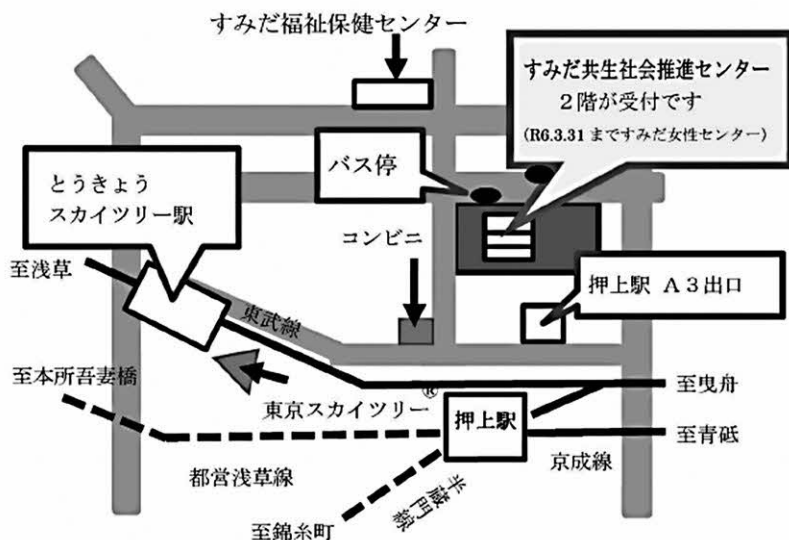 すみだ福祉保健センター
すみだ共生社会推進センター
２階が受付です
（R6.3.31 まですみだ女性センター）
バス停
とうきょう
スカイツリー駅
コンビニ
至浅草
押上駅 Ａ３出口
東武線
至本所吾妻橋
®
東京スカイツリー
押上駅
至曳舟
至青砥
京成線
都営浅草線
半蔵門線
至錦糸町